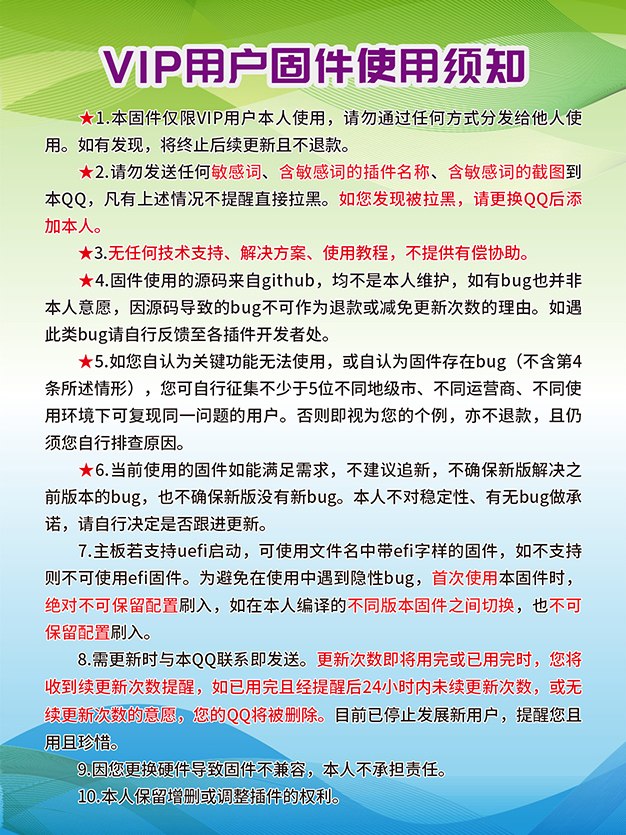 VIP用户固件使用须知
★1.本固件仅限VIP用户本人使用，请勿通过任何方式分发给他人使
用。如有发现，将终止后续更新且不退款。
★2.请勿发送任何敏感词、含敏感词的插件名称、含敏感词的截图到
本QQ，凡有上述情况不提醒直接拉黑。如您发现被拉黑，请更换QQ后添
加本人。
★3.无任何技术支持、解决方案、使用教程，不提供有偿协助。
★4.固件使用的源码来自github，均不是本人维护，如有bug也并非
本人意愿，因源码导致的bug不可作为退款或减免更新次数的理由。如遇
此类bug请自行反馈至各插件开发者处。
★5.如您自认为关键功能无法使用，或自认为固件存在bug（不含第4
条所述情形），您可自行征集不少于5位不同地级市、不同运营商、不同使
用环境下可复现同一问题的用户。否则即视为您的个例，亦不退款，且仍
须您自行排查原因。
★6.当前使用的固件如能满足需求，不建议追新，不确保新版解决之
前版本的bug，也不确保新版没有新bug。本人不对稳定性、有无bug做承
诺，请自行决定是否跟进更新。
7.主板若支持uefi启动，可使用文件名中带efi字样的固件，如不支持
则不可使用efi固件。为避免在使用中遇到隐性bug，首次使用本固件时，
绝对不可保留配置刷入，如在本人编译的不同版本固件之间切换，也不可
保留配置刷入。
8.需更新时与本QQ联系即发送。更新次数即将用完或已用完时，您将
收到续更新次数提醒，如已用完且经提醒后24小时内未续更新次数，或无
续更新次数的意愿，您的QQ将被删除。目前已停止发展新用户，提醒您且
用且珍惜。
9.因您更换硬件导致固件不兼容，本人不承担责任。
10.本人保留增删或调整插件的权利。